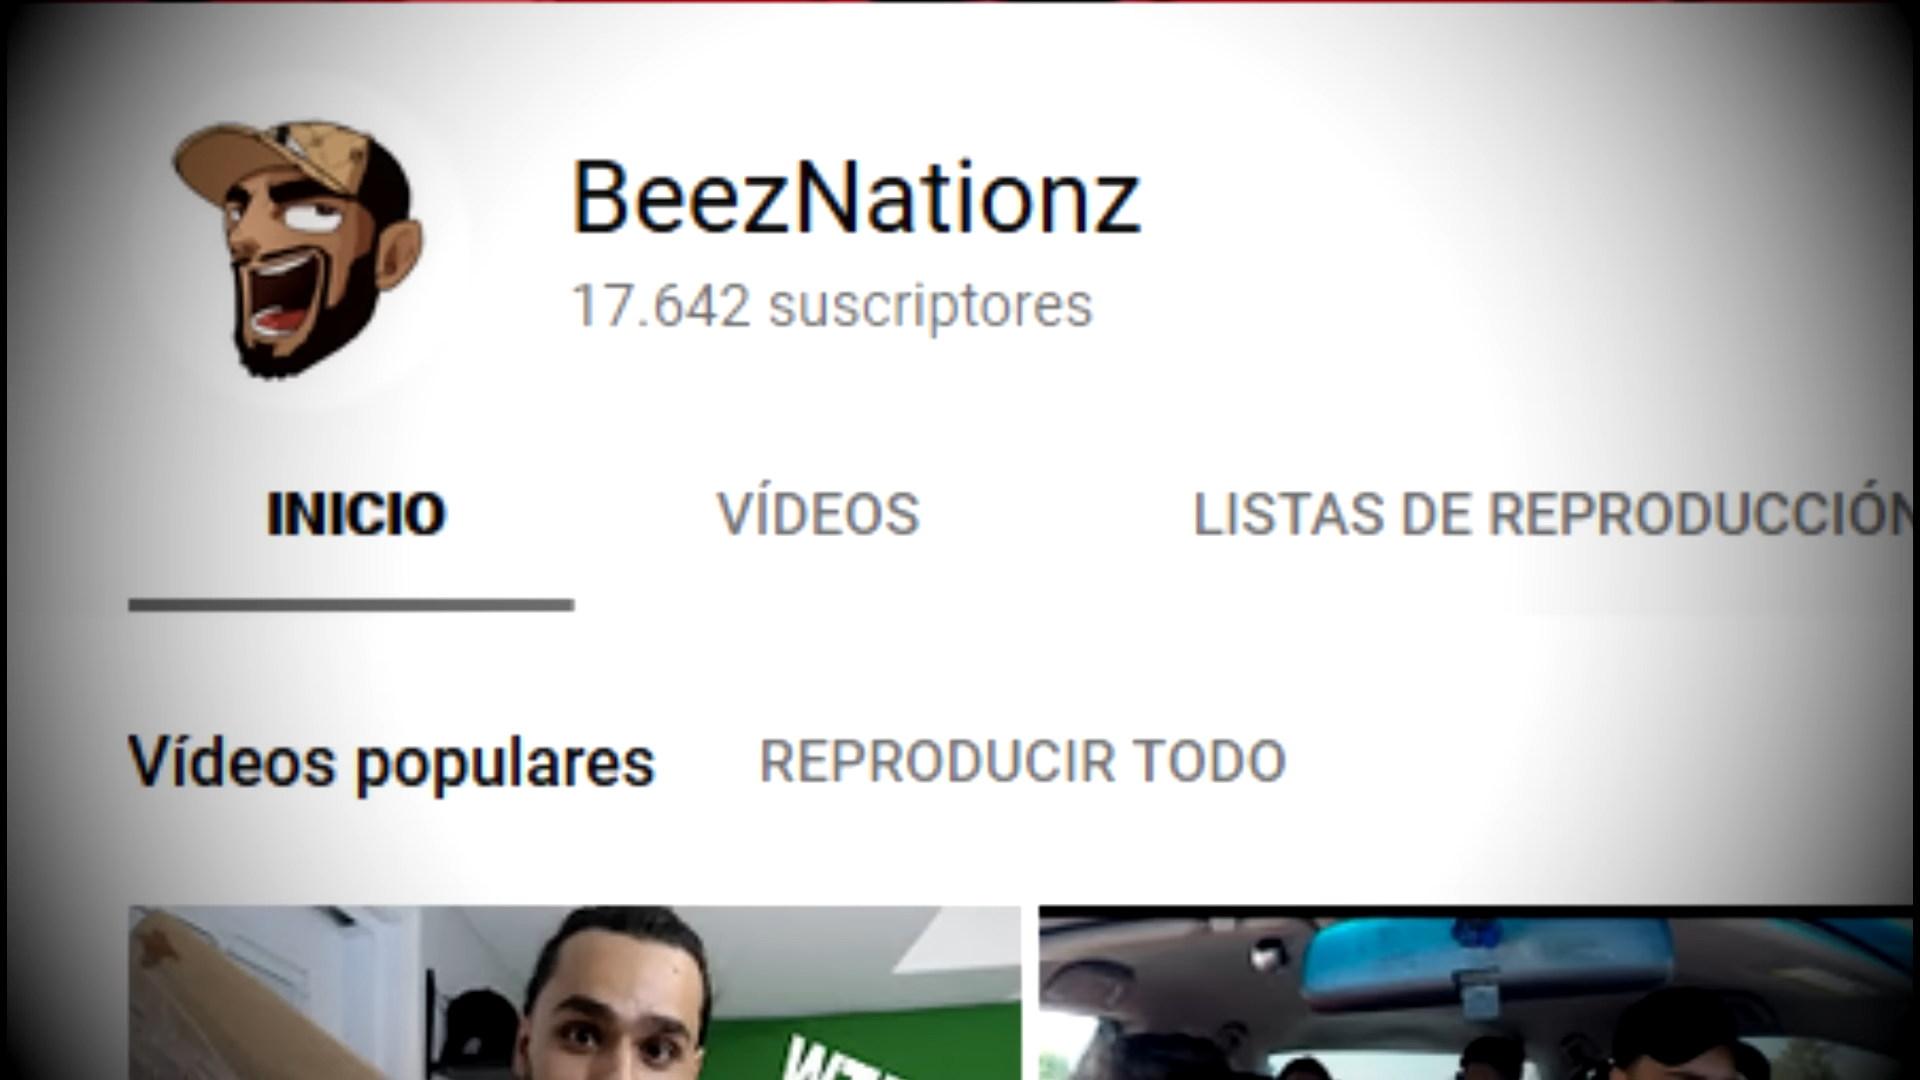 BeezNationz
17.642 suscriptores
INICIO VÍDEOS LISTAS DE REPRODUCCIÓN
Vídeos populares REPRODUCIR TODO